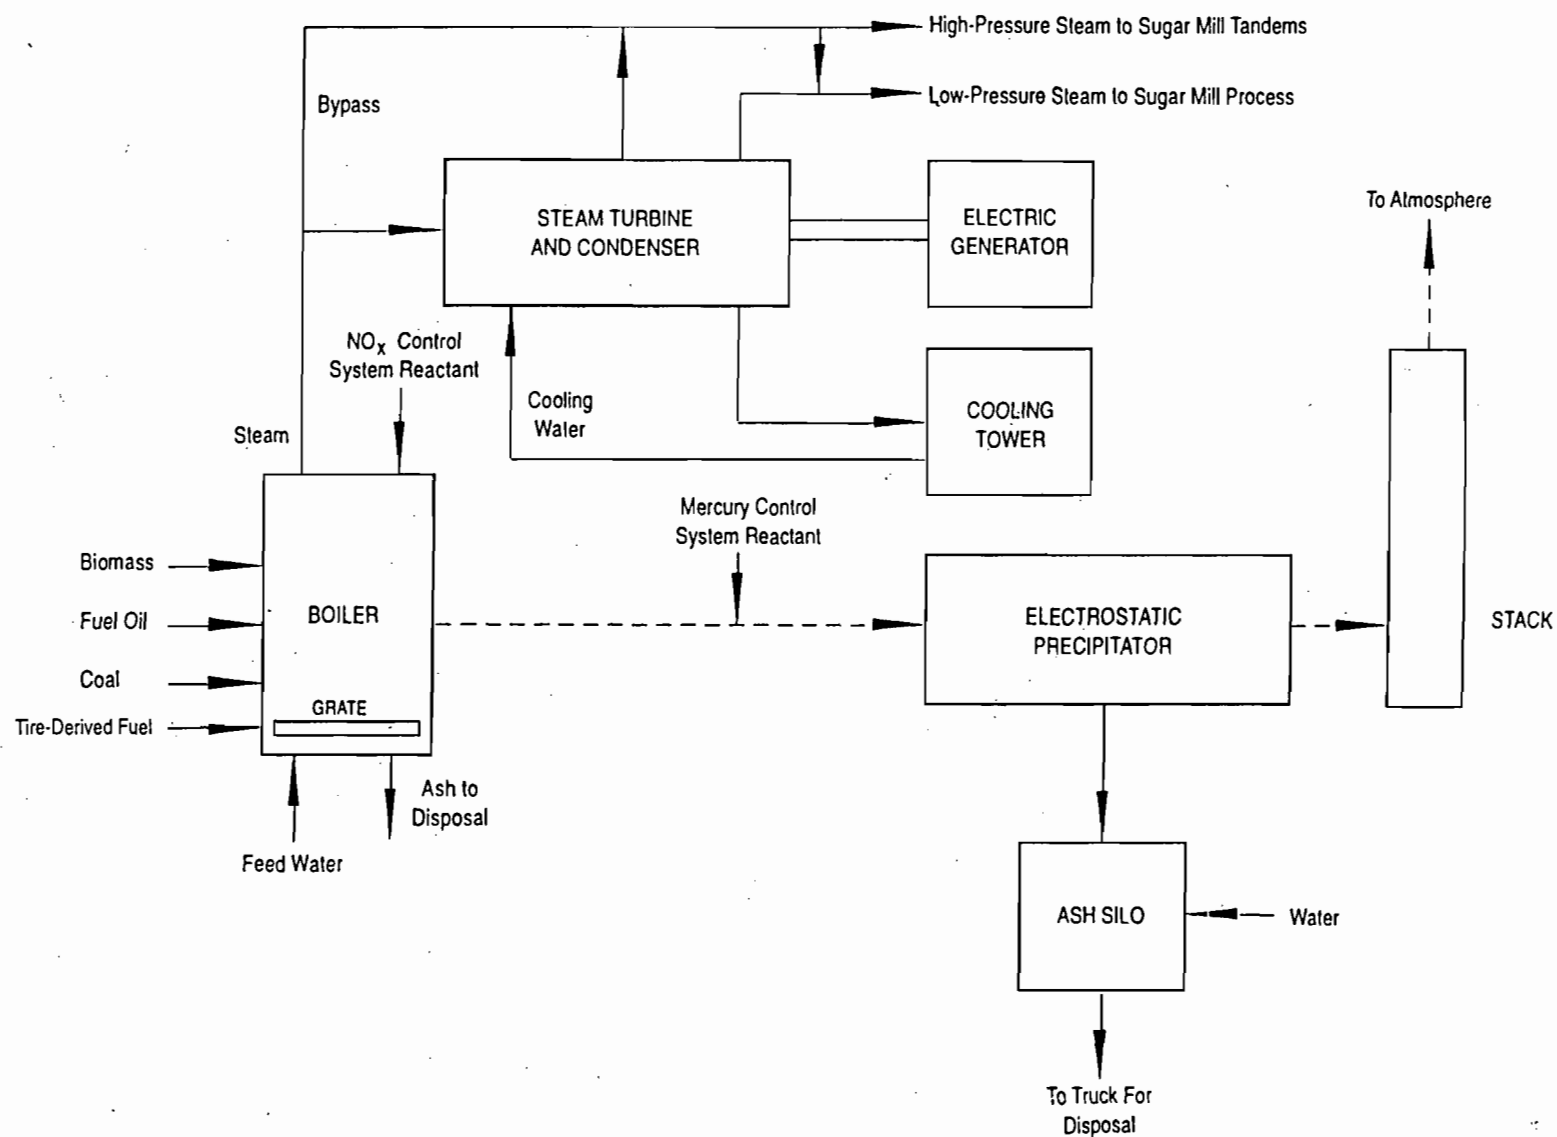 High-Pressure Steam to Sugar Mill Tandems
Bypass
Low-Pressure Steam to Sugar Mill Process
STEAM TURBINE
AND CONDENSER
ELECTRIC
GENERATOR
To Atmosphere
NOx Control
System Reactant
Cooling
Water
COOLING
TOWER
Steam
Mercury Control
System Reactant
Biomass
Fuel Oil
Coal
Tire-Derived Fuel
BOILER
GRATE
ELECTROSTATIC
PRECIPITATOR
STACK
Ash to
Disposal
Feed Water
ASH SILO
Water
To Truck For
Disposal